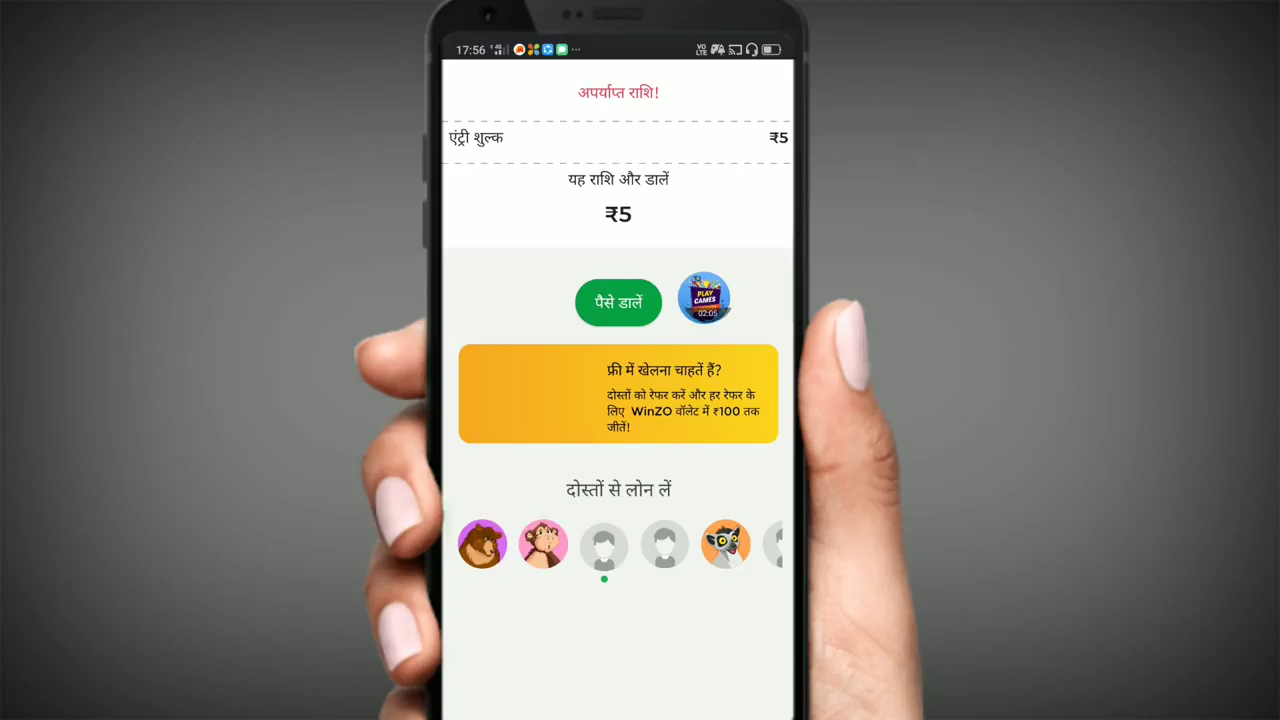 17:56
अपर्याप्त राशि!
एंट्री शुल्क ₹5
यह राशि और डालें
₹5
पैसे डालें
PLAY
GAMES
02:05
फ्री में खेलना चाहतें हैं?
दोस्तों को रेफर करें और हर रेफर के
लिए WinZO वॉलेट में ₹100 तक
जीतें!
दोस्तों से लोन लें